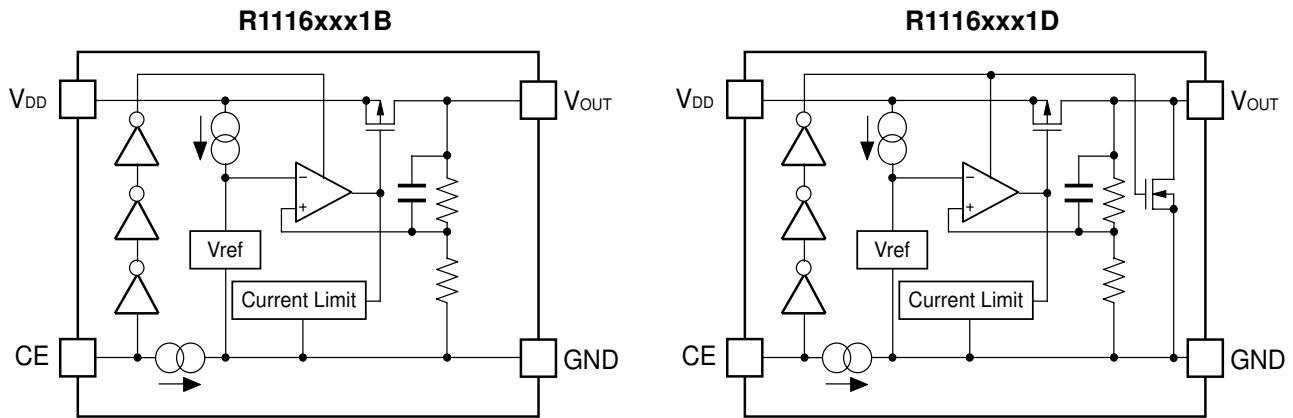 R1116xxx1B
VDD
VOUT
−
+
Vref
Current Limit
CE
GND
R1116xxx1D
VDD
VOUT
−
+
Vref
Current Limit
CE
GND